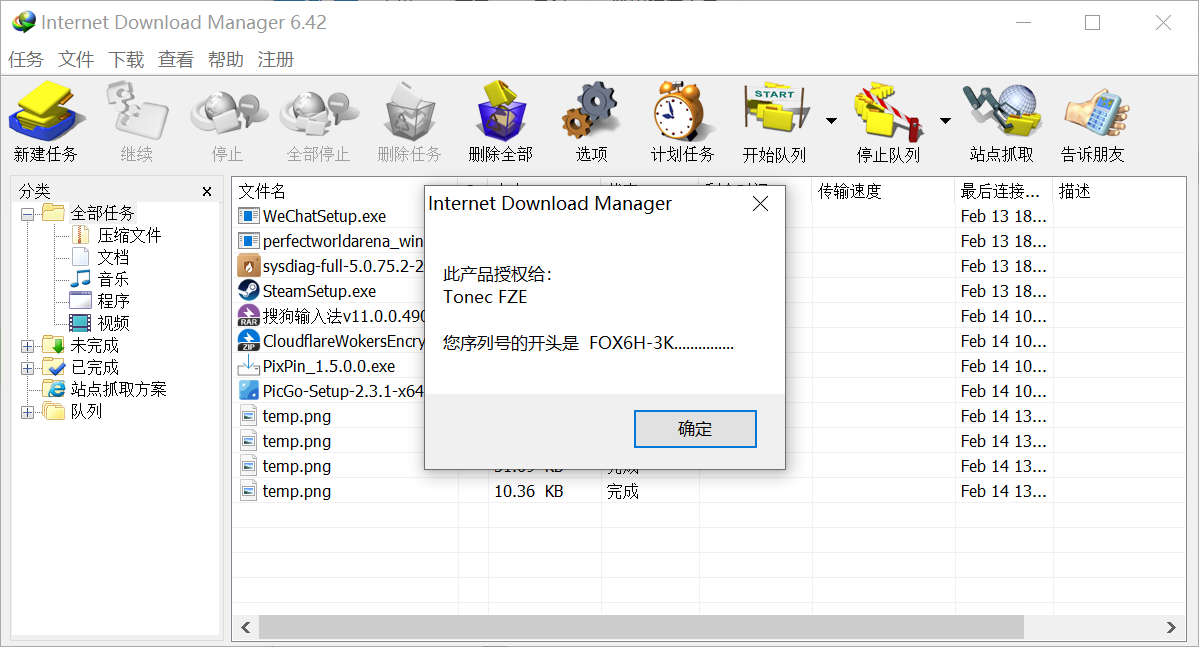 Internet Download Manager 6.42
任务 文件 下载 查看 帮助 注册
新建任务 继续 停止 全部停止 删除任务 删除全部 选项 计划任务 开始队列 停止队列 站点抓取 告诉朋友
START
分类
全部任务
压缩文件
文档
音乐
程序
视频
未完成
已完成
站点抓取方案
队列
文件名 传输速度 最后连接... 描述
WeChatSetup.exe Feb 13 18...
perfectworldarena_win Feb 13 18...
sysdiag-full-5.0.75.2-2 Feb 13 18...
SteamSetup.exe Feb 13 18...
搜狗输入法v11.0.0.490 Feb 14 10...
CloudflareWokersEncry Feb 14 10...
PixPin_1.5.0.0.exe Feb 14 10...
PicGo-Setup-2.3.1-x64 Feb 14 10...
temp.png Feb 14 13...
temp.png Feb 14 13...
temp.png Feb 14 13...
temp.png 10.36 KB 完成 Feb 14 13...
Internet Download Manager
此产品授权给：
Tonec FZE
您序列号的开头是 FOX6H-3K...............
确定